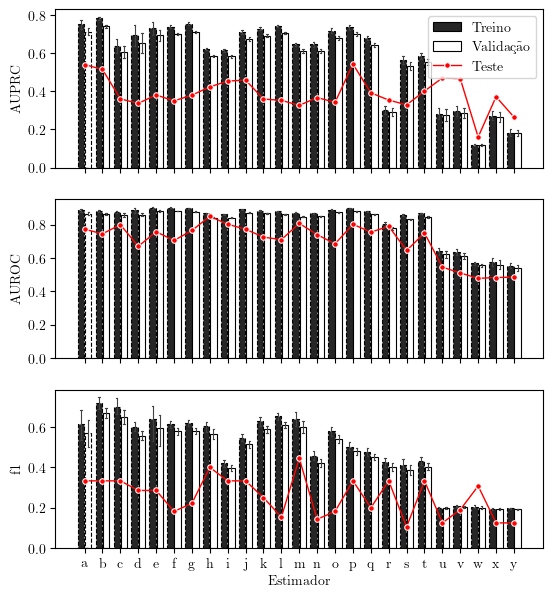 AUPRC
0.8
0.6
0.4
0.2
0.0
Treino
Validação
Teste
AUROC
0.8
0.6
0.4
0.2
0.0
f1
0.6
0.4
0.2
0.0
a b c d e f g h i j k l m n o p q r s t u v w x y
Estimador